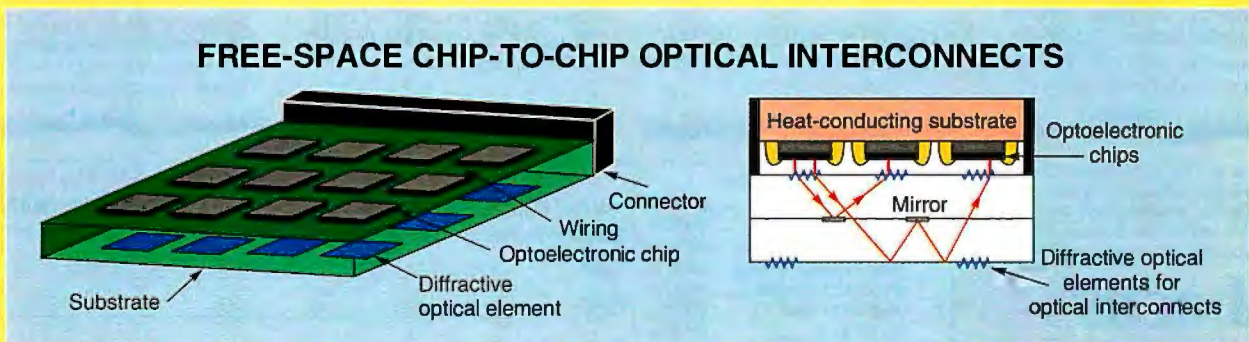 FREE-SPACE CHIP-TO-CHIP OPTICAL INTERCONNECTS
Connector
Wiring
Optoelectronic chip
Diffractive
optical element
Substrate
Heat-conducting substrate
Optoelectronic
chips
Mirror
Diffractive optical
elements for
optical interconnects